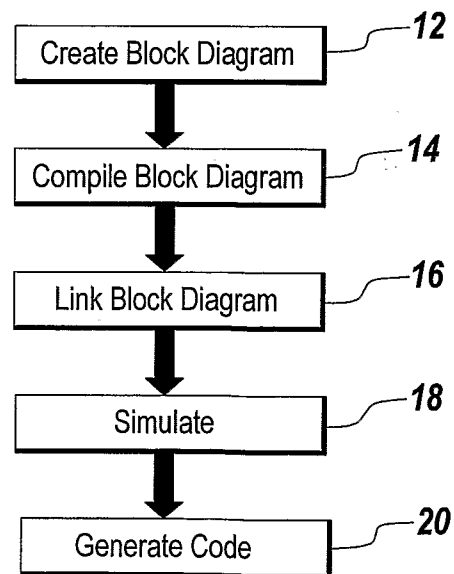 12
Create Block Diagram
14
Compile Block Diagram
16
Link Block Diagram
18
Simulate
20
Generate Code